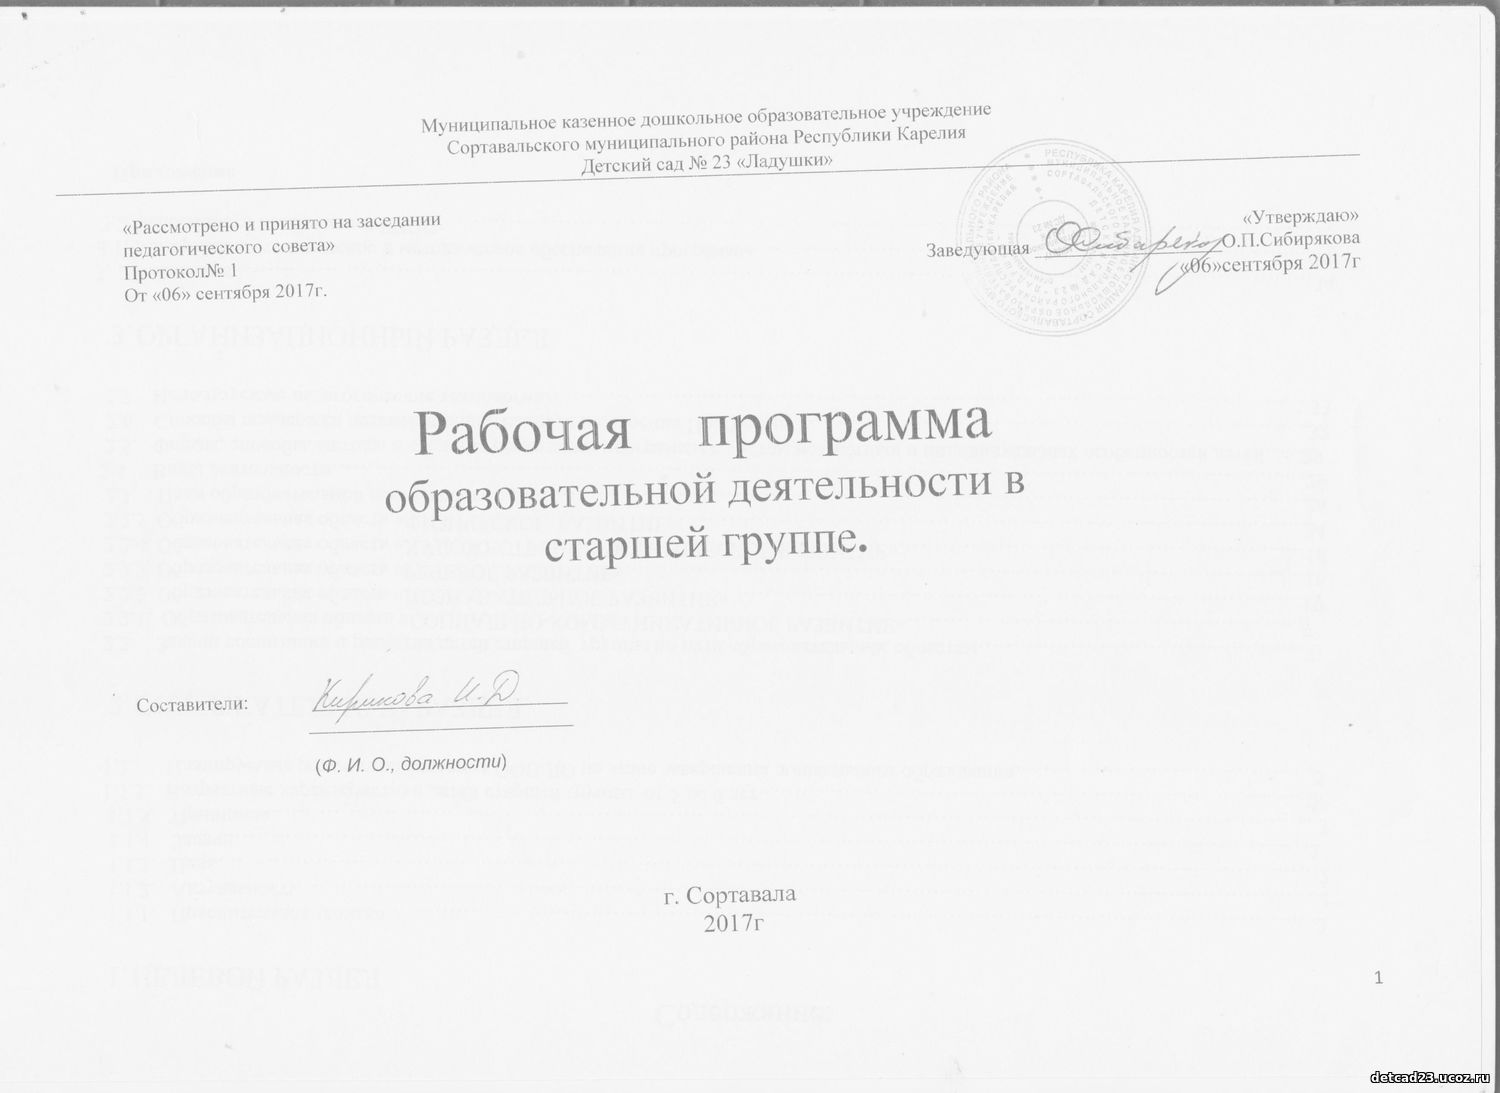 Муниципальное казенное дошкольное образовательное учреждение
Сортавальского муниципального района Республики Карелия
Детский сад № 23 «Ладушки»
«Рассмотрено и принято на заседании
педагогического совета»
Протокол№ 1
От «06» сентября 2017г.
«Утверждаю»
Заведующая О.П.Сибирякова
«06»сентября 2017г
Рабочая программа
образовательной деятельности в
старшей группе.
Составители: Кирикова И.Д.
(Ф. И. О., должности)
г. Сортавала
2017г
1
detcad23.ucoz.ru